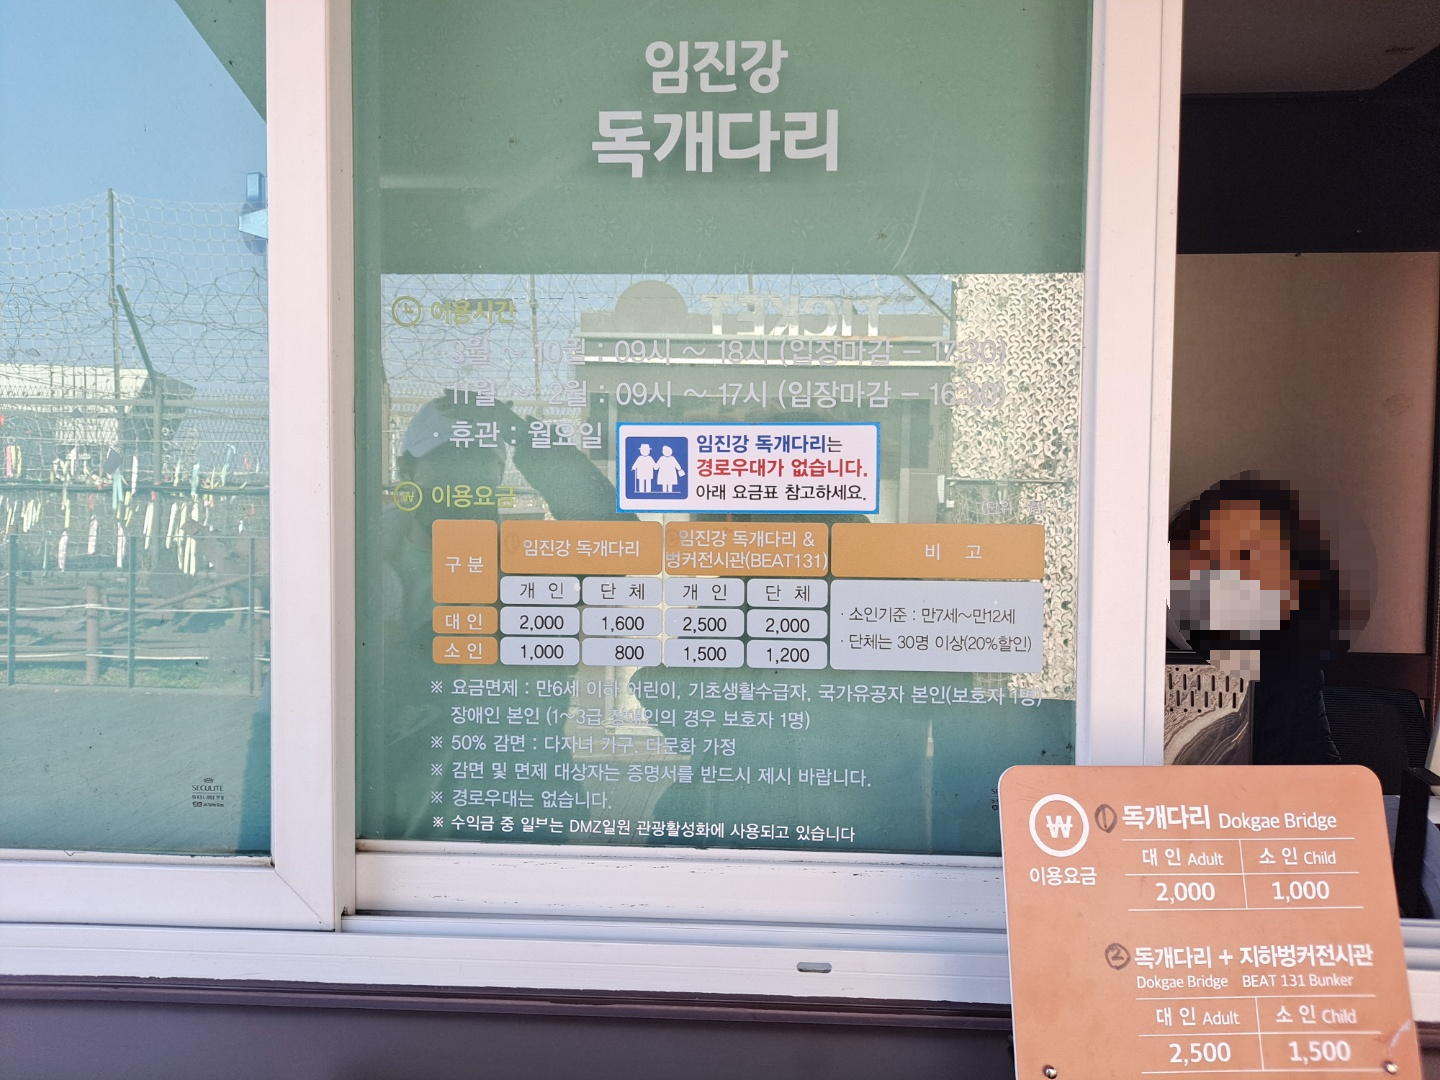 임진강
독개다리
TICKET
이용시간
· 3월 ~ 10월 : 09시 ~ 18시 (입장마감 - 17:30)
· 11월 ~ 2월 : 09시 ~ 17시 (입장마감 - 16:30)
· 휴관 : 월요일
임진강 독개다리는
경로우대가 없습니다.
아래 요금표 참고하세요.
₩ 이용요금
구분 ①임진강 독개다리 ②임진강 독개다리 & 벙커전시관(BEAT131) 비 고
개 인 단 체 개 인 단 체
대 인 2,000 1,600 2,500 2,000
소 인 1,000 800 1,500 1,200
· 소인기준 : 만7세~만12세
· 단체는 30명 이상(20%할인)
※ 요금면제 : 만6세 이하 어린이, 기초생활수급자, 국가유공자 본인(보호자 1명)
장애인 본인 (1~3급 장애인의 경우 보호자 1명)
※ 50% 감면 : 다자녀 가구, 다문화 가정
※ 감면 및 면제 대상자는 증명서를 반드시 제시 바랍니다.
※ 경로우대는 없습니다.
※ 수익금 중 일부는 DMZ일원 관광활성화에 사용되고 있습니다
SECULITE
₩
이용요금
① 독개다리 Dokgae Bridge
대 인 Adult 소 인 Child
2,000 1,000
② 독개다리 + 지하벙커전시관
Dokgae Bridge BEAT 131 Bunker
대 인 Adult 소 인 Child
2,500 1,500